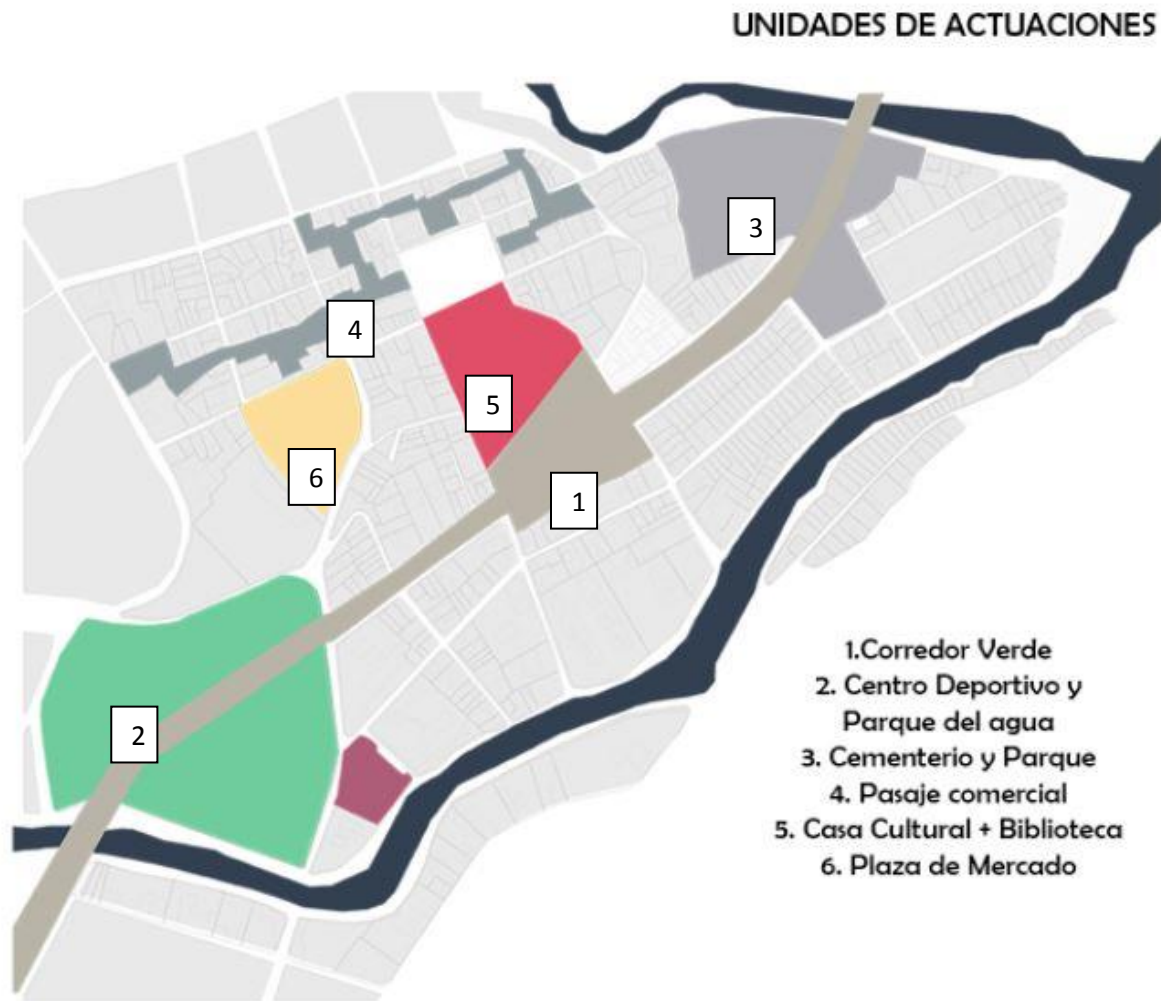 UNIDADES DE ACTUACIONES
3
4
5
6
1
2
1.Corredor Verde
2. Centro Deportivo y
Parque del agua
3. Cementerio y Parque
4. Pasaje comercial
5. Casa Cultural + Biblioteca
6. Plaza de Mercado